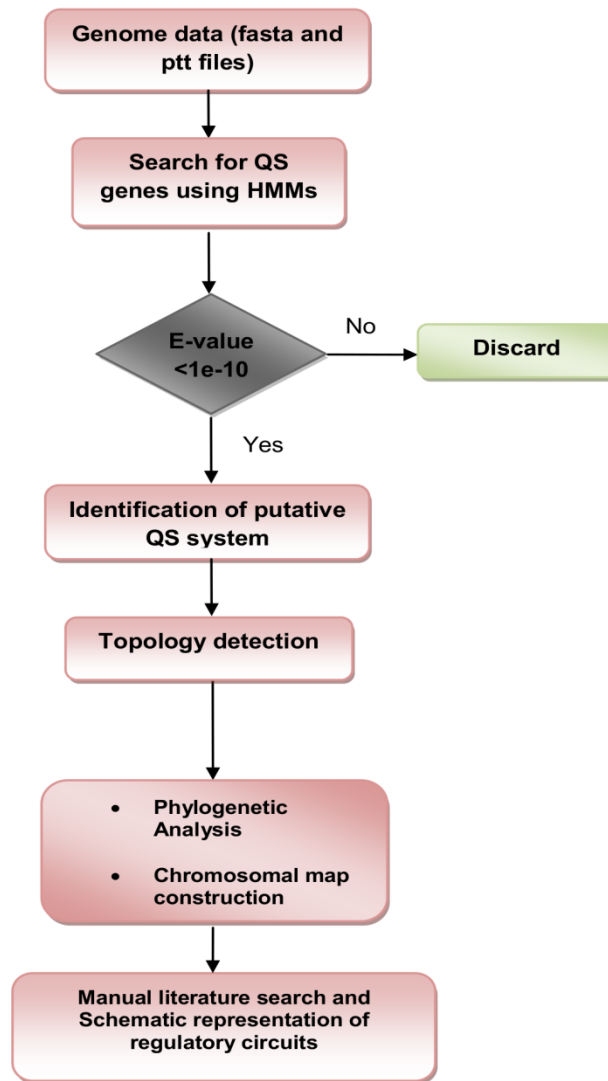 Genome data (fasta and
ptt files)
Search for QS
genes using HMMs
E-value
<1e-10
No
Discard
Yes
Identification of putative
QS system
Topology detection
• Phylogenetic
Analysis
• Chromosomal map
construction
Manual literature search and
Schematic representation of
regulatory circuits